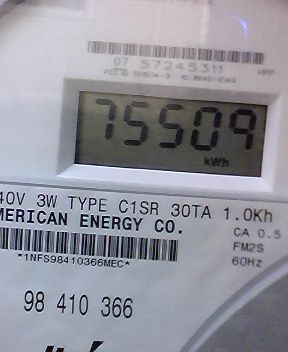 07 57245311
HPP
75509
kWh
40V 3W TYPE C1SR 30TA 1.0Kh
MERICAN ENERGY CO.
CA 0.5
FM2S
*1NFS98410366MEC*
60Hz
98 410 366